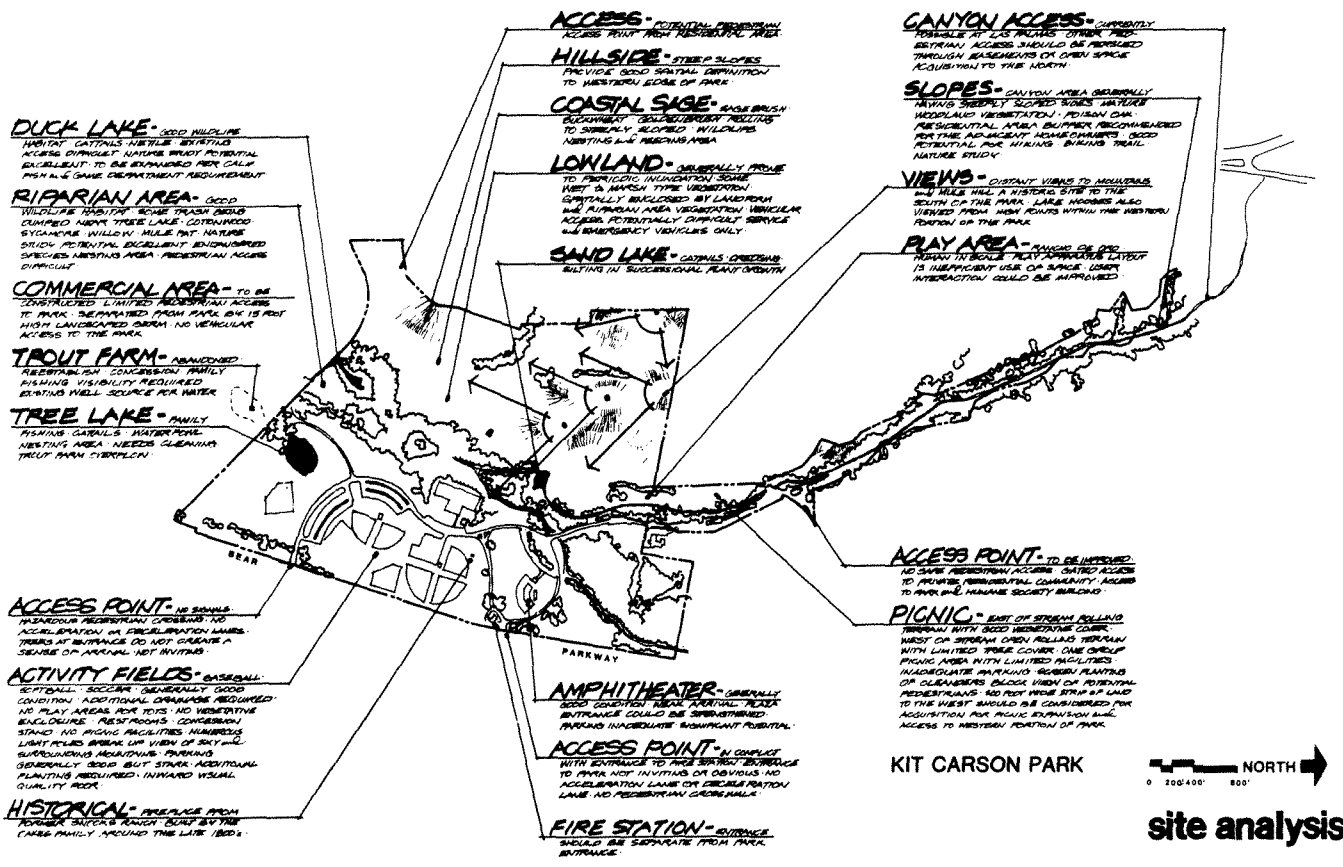 DUCK LAKE - GOOD WILDLIFE
HABITAT · CATTAILS · NETTLE · EXISTING
ACCESS DIFFICULT NATURE STUDY POTENTIAL
EXCELLENT · TO BE EXPANDED PER CALIF
FISH and GAME DEPARTMENT REQUIREMENT
RIPARIAN AREA - GOOD
WILDLIFE HABITAT · SOME TRASH BEING
DUMPED NEAR TREE LAKE · COTTONWOOD
SYCAMORE · WILLOW · MULE FAT · NATURE
STUDY POTENTIAL EXCELLENT ENDANGERED
SPECIES NESTING AREA · PEDESTRIAN ACCESS
DIFFICULT
COMMERCIAL AREA - TO BE
CONSTRUCTED LIMITED PEDESTRIAN ACCESS
TO PARK · SEPARATED FROM PARK BY 15 FOOT
HIGH LANDSCAPED BERM · NO VEHICULAR
ACCESS TO THE PARK
TROUT FARM - ABANDONED
REESTABLISH · CONCESSION FAMILY
FISHING VISIBILITY REQUIRED
EXISTING WELL SOURCE FOR WATER
TREE LAKE - FAMILY
FISHING · CATTAILS · WATERFOWL
NESTING AREA · NEEDS CLEANING
TROUT FARM OVERFLOW
ACCESS POINT - NO SIGNALS
HAZARDOUS PEDESTRIAN CROSSING · NO
ACCELERATION OR DECELERATION LANES
TREES AT ENTRANCE DO NOT CREATE A
SENSE OF ARRIVAL · NOT INVITING
ACTIVITY FIELDS - BASEBALL
SOFTBALL · SOCCER · GENERALLY GOOD
CONDITION · ADDITIONAL DRAINAGE REQUIRED
NO PLAY AREAS FOR TOTS · NO VEGETATIVE
ENCLOSURE · RESTROOMS · CONCESSION
STAND · NO PICNIC FACILITIES · NUMEROUS
LIGHT POLES BREAK UP VIEW OF SKY and
SURROUNDING MOUNTAINS · PARKING
GENERALLY GOOD BUT STARK · ADDITIONAL
PLANTING REQUIRED · INWARD VISUAL
QUALITY POOR
HISTORICAL - FIREPLACE FROM
FORMER RANCH · BUILT BY THE
FAMILY AROUND THE LATE 1800's
ACCESS - POTENTIAL PEDESTRIAN
ACCESS POINT FROM RESIDENTIAL AREA
HILLSIDE - STEEP SLOPES
PROVIDE GOOD SPATIAL DEFINITION
TO WESTERN EDGE OF PARK
COASTAL SAGE - SAGE BRUSH
BUCKWHEAT · GOLDENBRUSH ROLLING
TO STEEPLY SLOPED · WILDLIFE
NESTING and FEEDING AREA
LOWLAND - GENERALLY PRONE
TO PERIODIC INUNDATION SOME
WET to MARSH TYPE VEGETATION
SPATIALLY ENCLOSED BY LANDFORM
and RIPARIAN AREA VEGETATION · VEHICULAR
ACCESS POTENTIALLY DIFFICULT SERVICE
and EMERGENCY VEHICLES ONLY
SAND LAKE - CATTAILS · DREDGING
SILTING IN SUCCESSIONAL PLANT GROWTH
CANYON ACCESS - CURRENTLY
POSSIBLE AT LAS PALMAS · OTHER PED-
ESTRIAN ACCESS SHOULD BE PERSUED
THROUGH EASEMENTS OR OPEN SPACE
ACQUISITION TO THE NORTH
SLOPES - CANYON AREA GENERALLY
HAVING STEEPLY SLOPED SIDES · MATURE
WOODLAND VEGETATION · POISON OAK
RESIDENTIAL AREA BUFFER RECOMMENDED
FOR THE ADJACENT HOMEOWNERS · GOOD
POTENTIAL FOR HIKING · BIKING TRAIL
NATURE STUDY
VIEWS - DISTANT VIEWS TO MOUNTAINS
and MULE HILL A HISTORIC SITE TO THE
SOUTH OF THE PARK · LAKE HODGES ALSO
VIEWED FROM HIGH POINTS WITHIN THE WESTERN
PORTION OF THE PARK
PLAY AREA - RANCHO DE ORO
HUMAN IN SCALE · PLAY APPARATUS LAYOUT
IS INEFFICIENT USE OF SPACE · USER
INTERACTION COULD BE IMPROVED
BEAR
PARKWAY
AMPHITHEATER - GENERALLY
GOOD CONDITION · WEAK ARRIVAL PLAZA
ENTRANCE COULD BE STRENGTHENED
PARKING INADEQUATE · SIGNIFICANT POTENTIAL
ACCESS POINT - IN CONFLICT
WITH ENTRANCE TO FIRE STATION · ENTRANCE
TO PARK NOT INVITING OR OBVIOUS · NO
ACCELERATION LANE OR DECELERATION
LANE · NO PEDESTRIAN CROSSWALK
FIRE STATION - ENTRANCE
SHOULD BE SEPARATE FROM PARK
ENTRANCE
ACCESS POINT - TO BE IMPROVED
NO SAFE PEDESTRIAN ACCESS · GATED ACCESS
TO PRIVATE RESIDENTIAL COMMUNITY · ACCESS
TO PARK and HUMANE SOCIETY BUILDING
PICNIC - EAST OF STREAM ROLLING
TERRAIN WITH GOOD VEGETATIVE COVER
WEST OF STREAM OPEN ROLLING TERRAIN
WITH LIMITED TREE COVER · ONE GROUP
PICNIC AREA WITH LIMITED FACILITIES
INADEQUATE PARKING · SCREEN PLANTING
OF OLEANDERS BLOCK VIEW OF POTENTIAL
PEDESTRIANS · 300 FOOT WIDE STRIP OF LAND
TO THE WEST SHOULD BE CONSIDERED FOR
ACQUISITION FOR PICNIC EXPANSION and
ACCESS TO WESTERN PORTION OF PARK
KIT CARSON PARK
NORTH
0 200' 400' 800'
site analysis